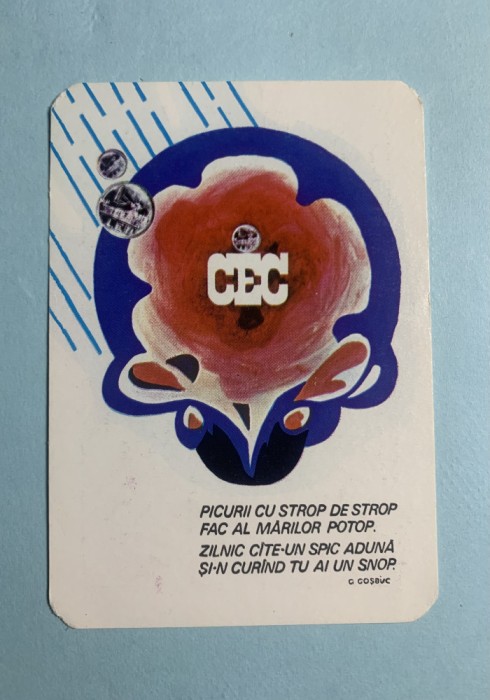 CEC
PICURII CU STROP DE STROP
FAC AL MĂRILOR POTOP.
ZILNIC CÎTE-UN SPIC ADUNĂ
ȘI-N CURÎND TU AI UN SNOP.
G COȘBUC